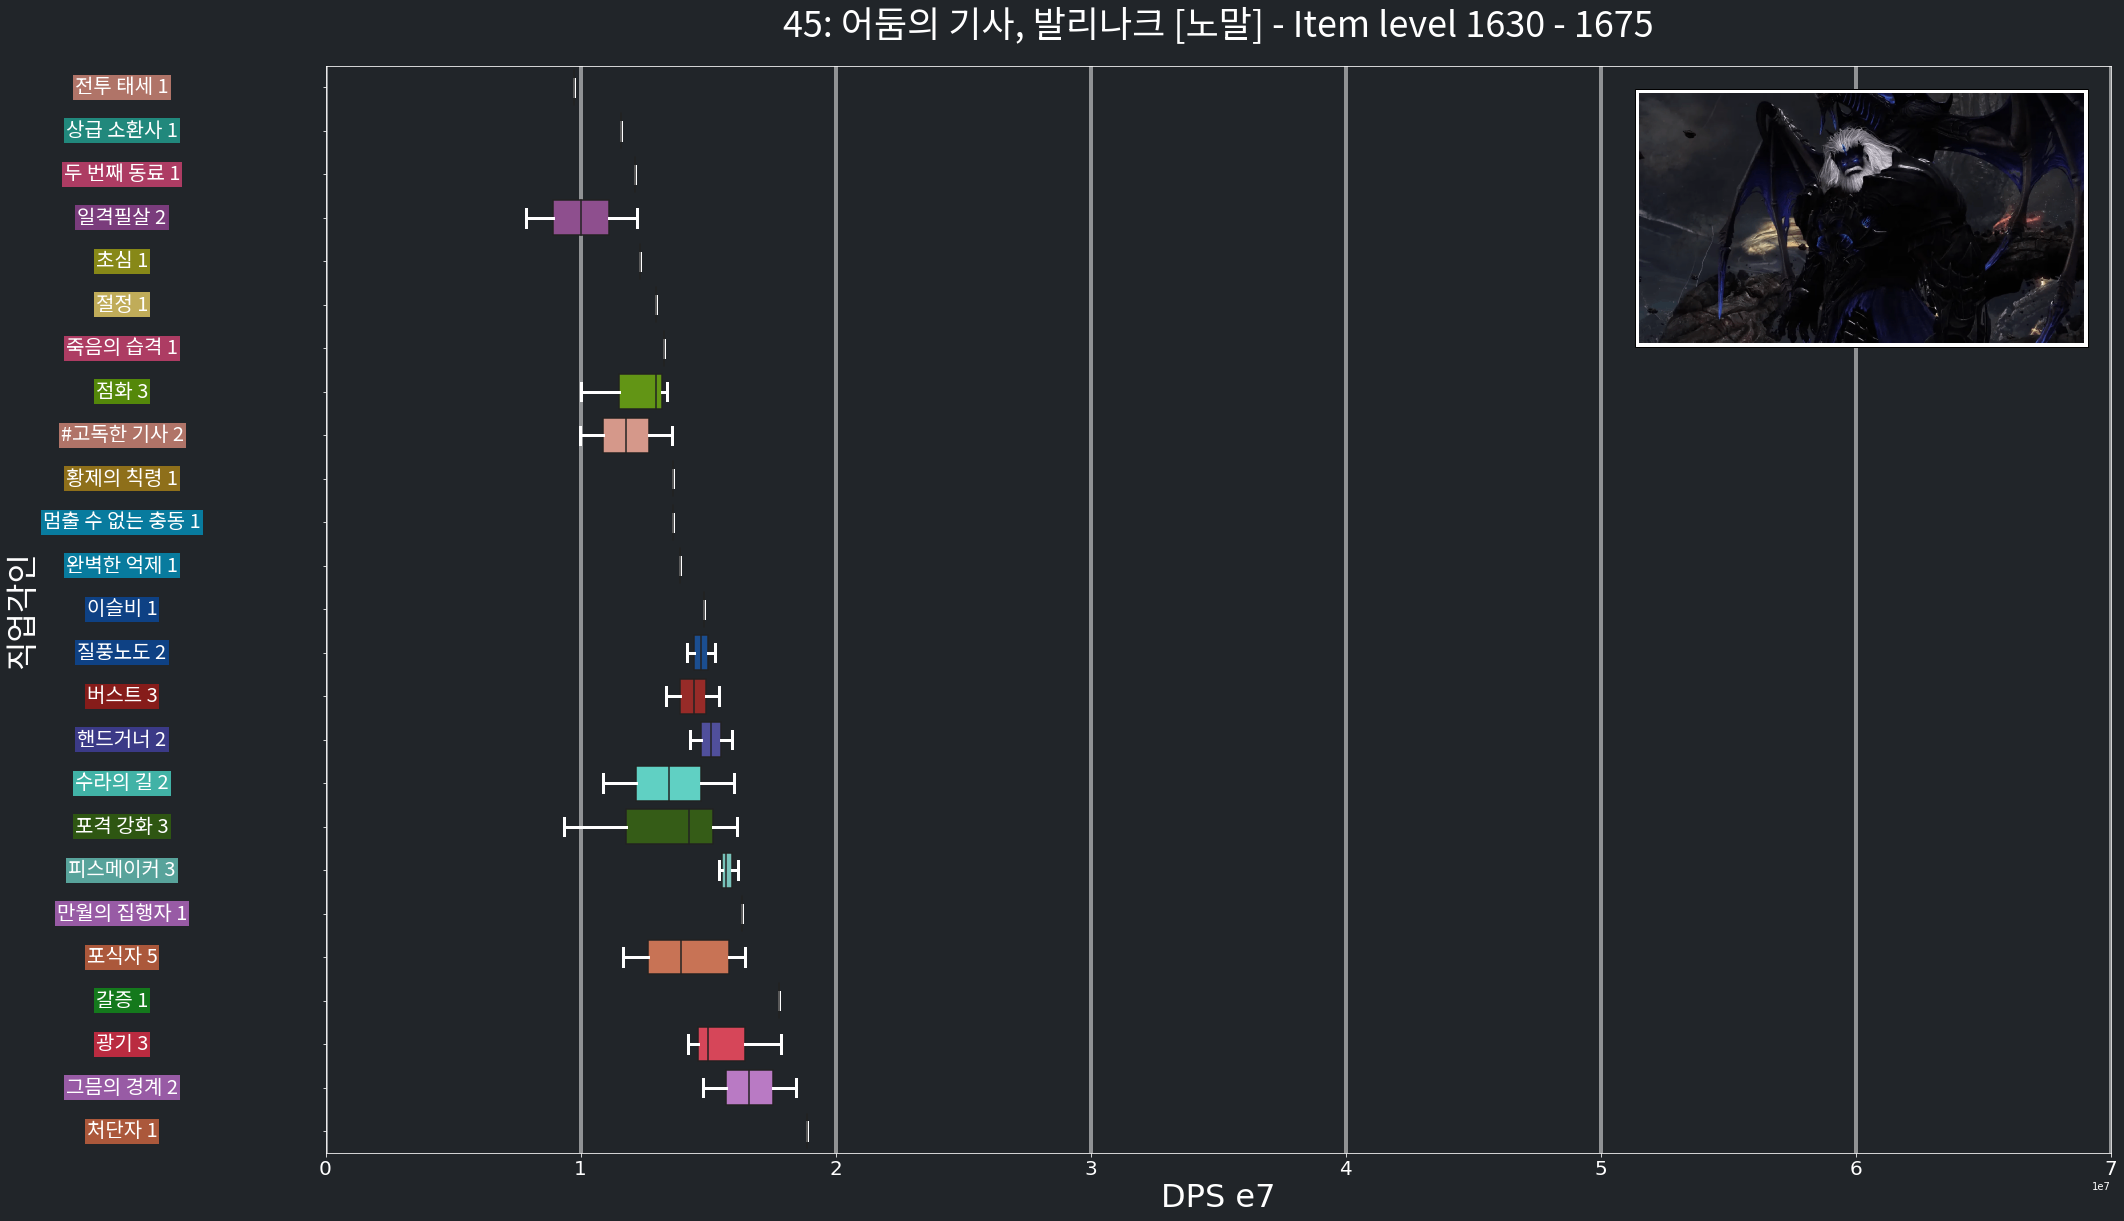 45: 어둠의 기사, 발리나크 [노말] - Item level 1630 - 1675
직업각인
전투 태세 1
상급 소환사 1
두 번째 동료 1
일격필살 2
초심 1
절정 1
죽음의 습격 1
점화 3
#고독한 기사 2
황제의 칙령 1
멈출 수 없는 충동 1
완벽한 억제 1
이슬비 1
질풍노도 2
버스트 3
핸드거너 2
수라의 길 2
포격 강화 3
피스메이커 3
만월의 집행자 1
포식자 5
갈증 1
광기 3
그믐의 경계 2
처단자 1
0 1 2 3 4 5 6 7
1e7
DPS e7